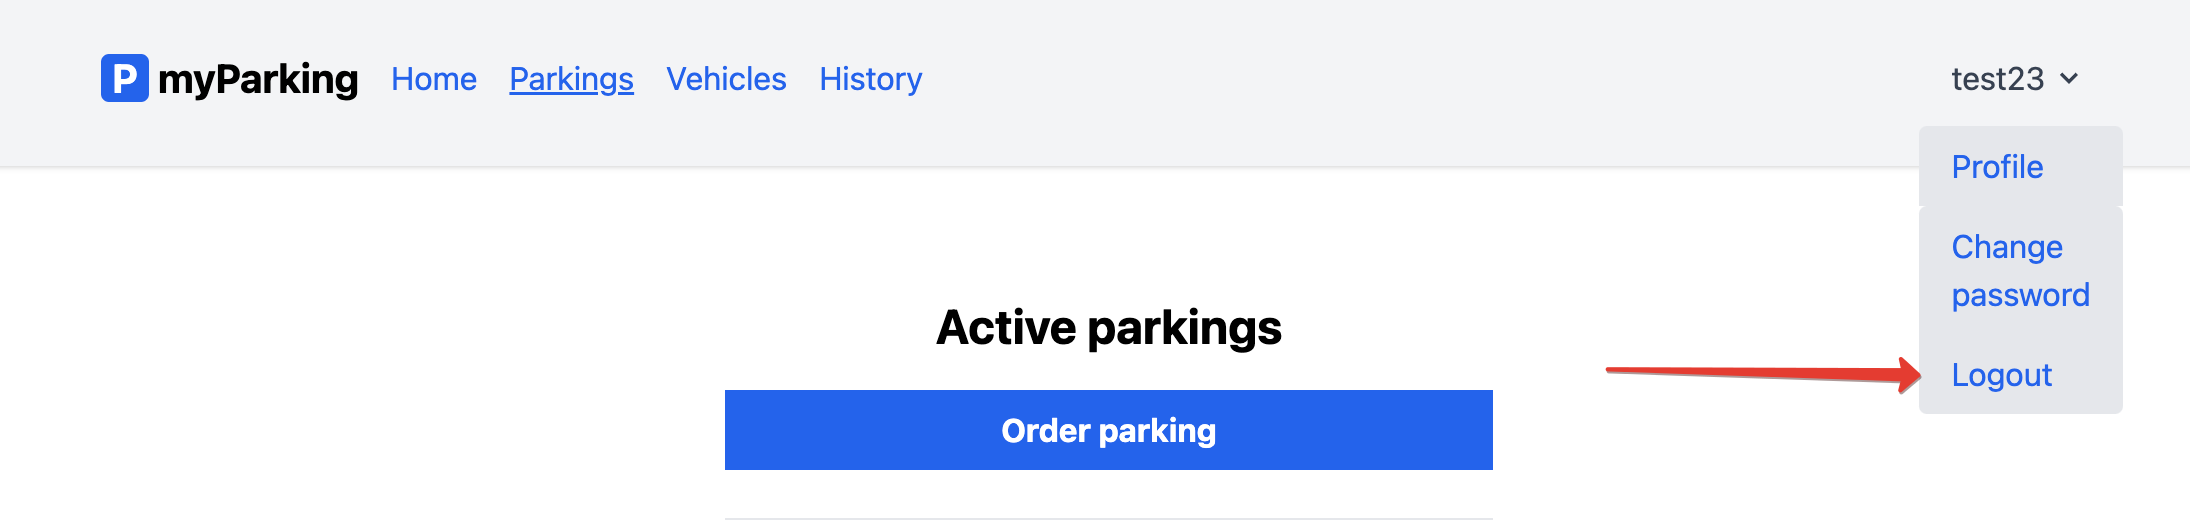 P myParking Home Parkings Vehicles History test23
Profile
Change
password
Logout
Active parkings
Order parking